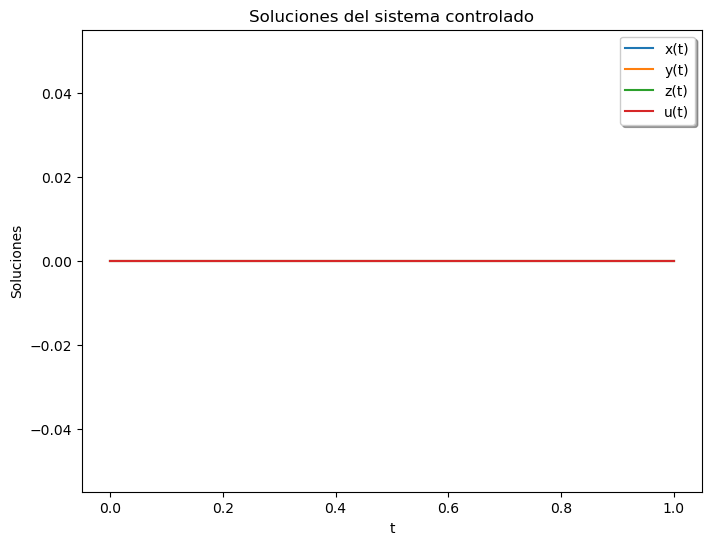 Soluciones del sistema controlado
x(t)
y(t)
z(t)
u(t)
0.04
0.02
0.00
−0.02
−0.04
Soluciones
0.0 0.2 0.4 0.6 0.8 1.0
t